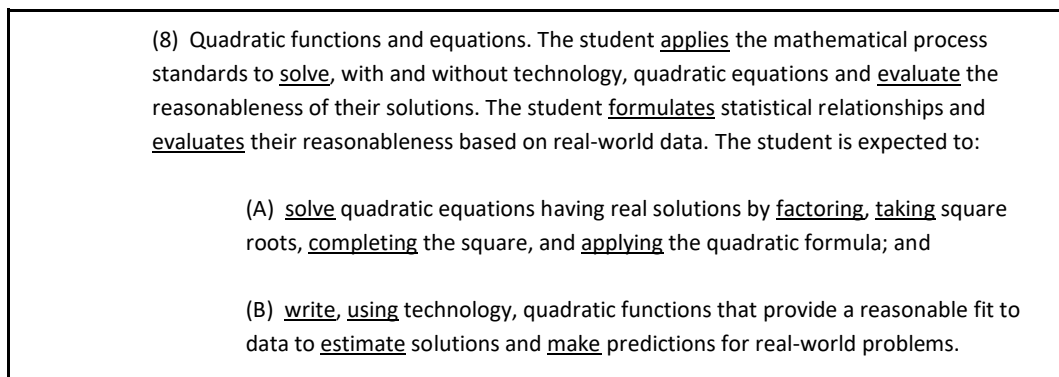 (8) Quadratic functions and equations. The student applies the mathematical process
standards to solve, with and without technology, quadratic equations and evaluate the
reasonableness of their solutions. The student formulates statistical relationships and
evaluates their reasonableness based on real-world data. The student is expected to:
(A) solve quadratic equations having real solutions by factoring, taking square
roots, completing the square, and applying the quadratic formula; and
(B) write, using technology, quadratic functions that provide a reasonable fit to
data to estimate solutions and make predictions for real-world problems.